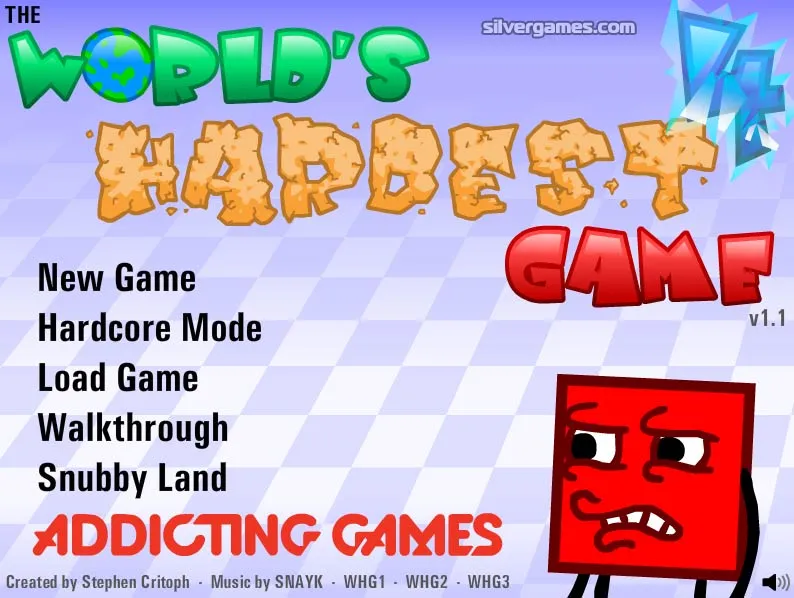 THE
silvergames.com
WORLD'S
4
HARDEST
GAME
v1.1
New Game
Hardcore Mode
Load Game
Walkthrough
Snubby Land
ADDICTING GAMES
Created by Stephen Critoph · Music by SNAYK · WHG1 · WHG2 · WHG3